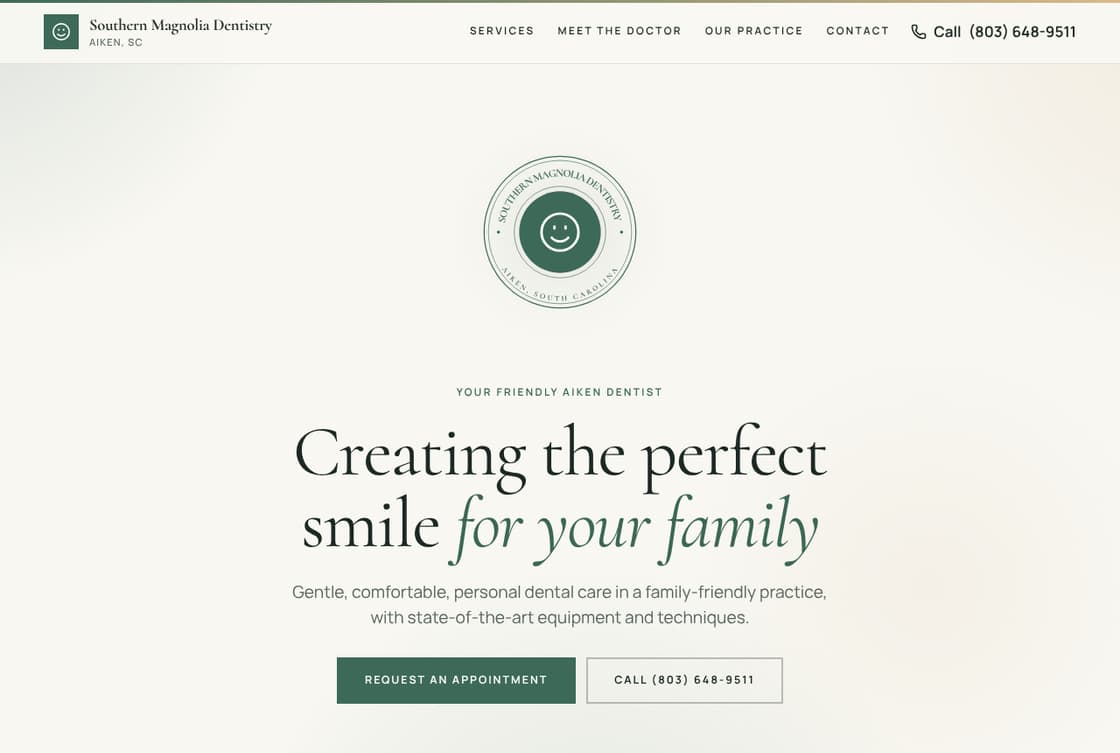 Southern Magnolia Dentistry
AIKEN, SC
SERVICES
MEET THE DOCTOR
OUR PRACTICE
CONTACT
Call (803) 648-9511
SOUTHERN MAGNOLIA DENTISTRY
AIKEN, SOUTH CAROLINA
YOUR FRIENDLY AIKEN DENTIST
Creating the perfect
smile for your family
Gentle, comfortable, personal dental care in a family-friendly practice,
with state-of-the-art equipment and techniques.
REQUEST AN APPOINTMENT
CALL (803) 648-9511